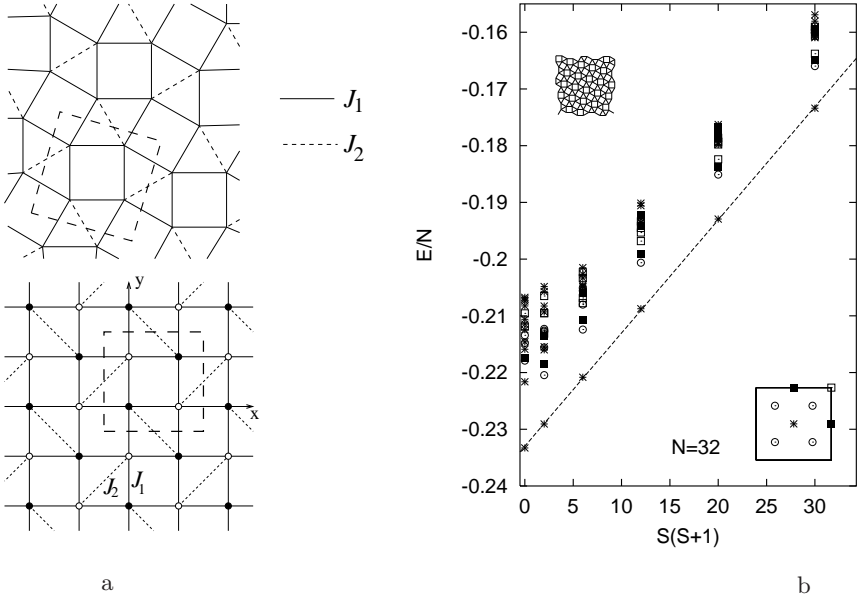 J1
J2
y
x
J2 J1
a
-0.16
-0.17
-0.18
-0.19
-0.2
-0.21
-0.22
-0.23
-0.24
E/N
N=32
0 5 10 15 20 25 30
S(S+1)
b